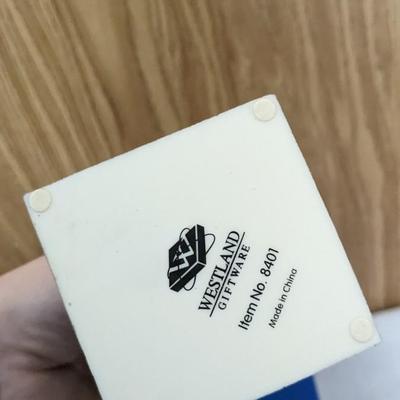 W
WESTLAND
GIFTWARE
Item No. 8401
Made in China